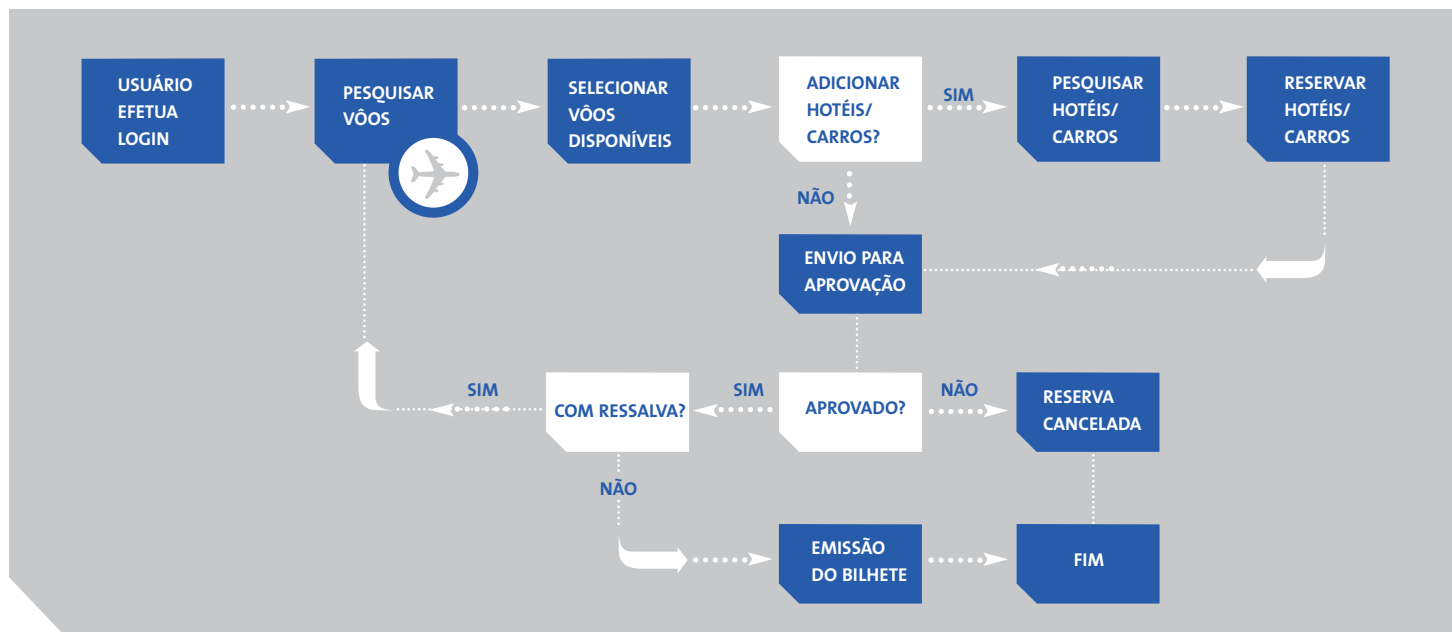 USUÁRIO
EFETUA
LOGIN
PESQUISAR
VÔOS
SELECIONAR
VÔOS
DISPONÍVEIS
ADICIONAR
HOTÉIS/
CARROS?
SIM
PESQUISAR
HOTÉIS/
CARROS
RESERVAR
HOTÉIS/
CARROS
NÃO
ENVIO PARA
APROVAÇÃO
SIM
COM RESSALVA?
SIM
APROVADO?
NÃO
RESERVA
CANCELADA
NÃO
EMISSÃO
DO BILHETE
FIM